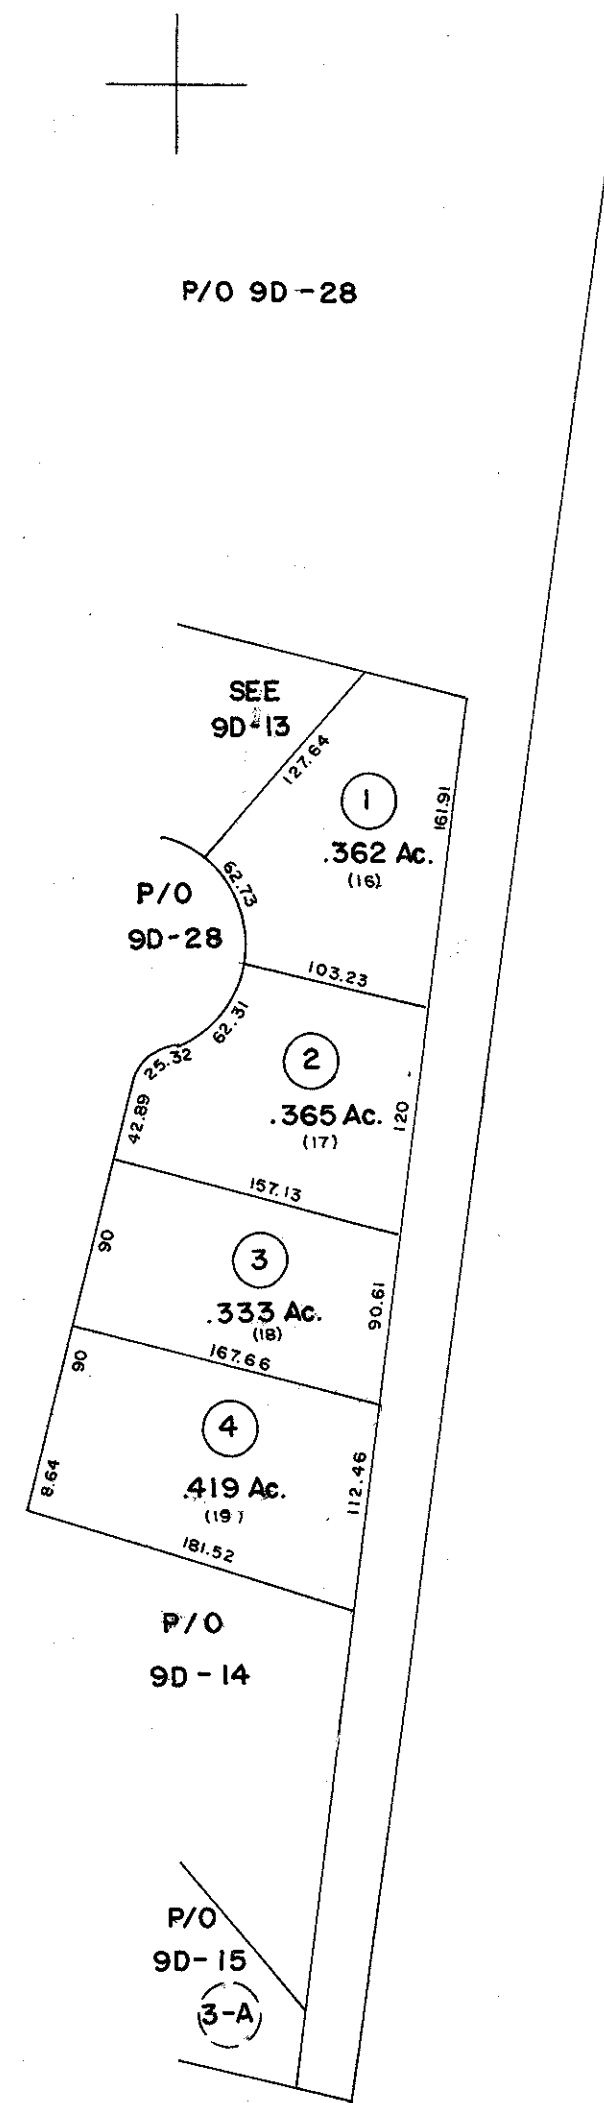 P/O 9D-28
SEE
9D-13
127.64
1
161.91
.362 Ac.
(16)
62.73
P/O
9D-28
103.23
62.31
25.32
2
42.89
.365 Ac.
120
(17)
157.13
90
3
90.61
.333 Ac.
(18)
167.66
90
4
8.64
.419 Ac.
112.46
(19)
181.52
P/O
9D-14
P/O
9D-15
3-A